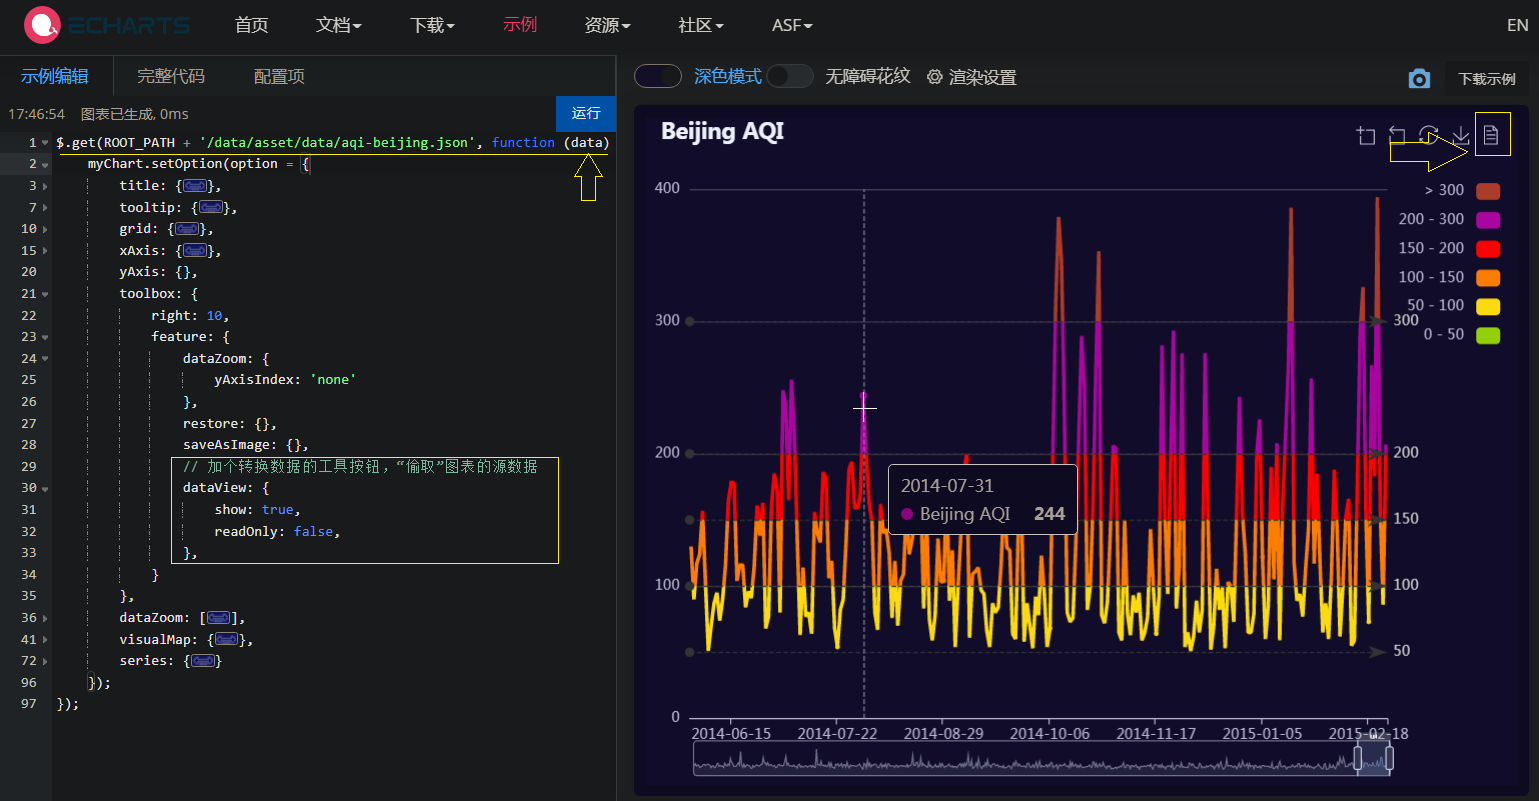 ECHARTS
首页
文档
下载
示例
资源
社区
ASF
EN
示例编辑
完整代码
配置项
17:46:54
图表已生成, 0ms
运行
1 $.get(ROOT_PATH + '/data/asset/data/aqi-beijing.json', function (data)
2 myChart.setOption(option = {
3 title: {},
7 tooltip: {},
10 grid: {},
15 xAxis: {},
20 yAxis: {},
21 toolbox: {
22 right: 10,
23 feature: {
24 dataZoom: {
25 yAxisIndex: 'none'
26 },
27 restore: {},
28 saveAsImage: {},
29 // 加个转换数据的工具按钮，“偷取”图表的源数据
30 dataView: {
31 show: true,
32 readOnly: false,
33 },
34 }
35 },
36 dataZoom: [],
41 visualMap: {},
72 series: {}
96 });
97 });
深色模式
无障碍花纹
渲染设置
下载示例
Beijing AQI
400
300
200
100
0
> 300
200 - 300
150 - 200
100 - 150
50 - 100
0 - 50
300
200
150
100
50
2014-07-31
Beijing AQI 244
2014-06-15
2014-07-22
2014-08-29
2014-10-06
2014-11-17
2015-01-05
2015-02-18